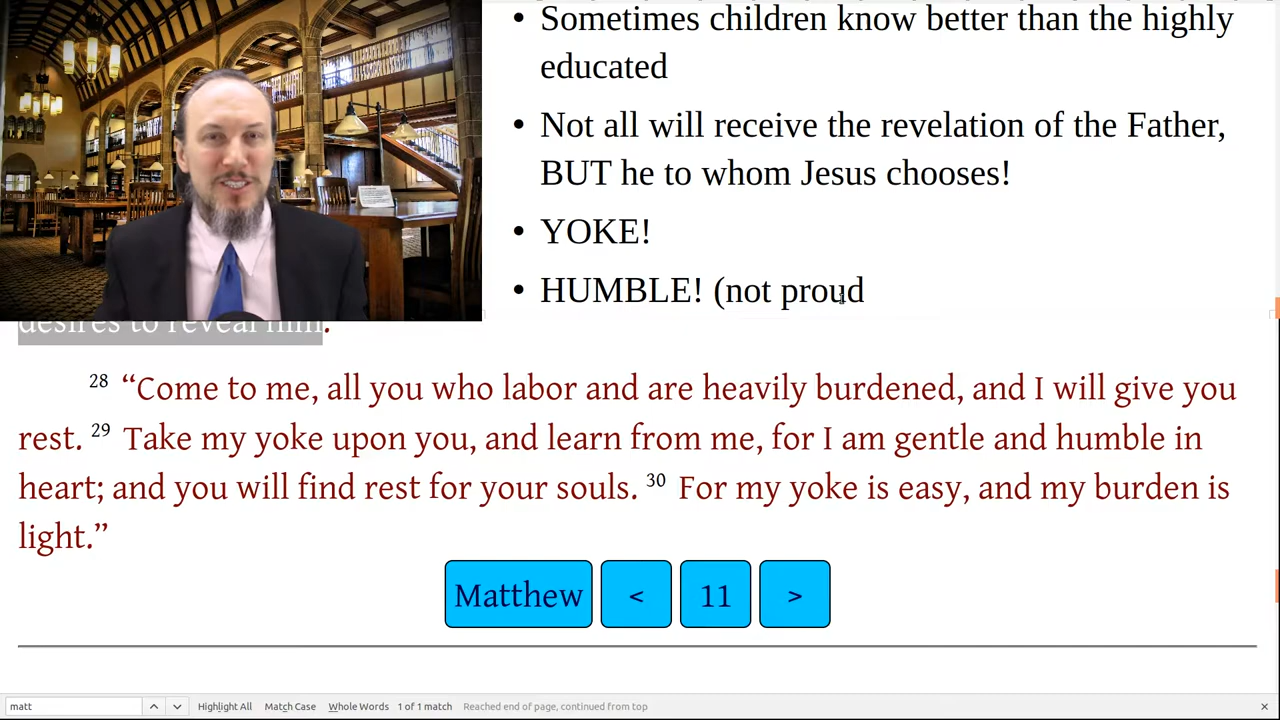 • Sometimes children know better than the highly
educated
• Not all will receive the revelation of the Father,
BUT he to whom Jesus chooses!
• YOKE!
• HUMBLE! (not proud
desires to reveal him.
28 “Come to me, all you who labor and are heavily burdened, and I will give you
rest. 29 Take my yoke upon you, and learn from me, for I am gentle and humble in
heart; and you will find rest for your souls. 30 For my yoke is easy, and my burden is
light.”
Matthew < 11 >
matt Highlight All Match Case Whole Words 1 of 1 match Reached end of page, continued from top